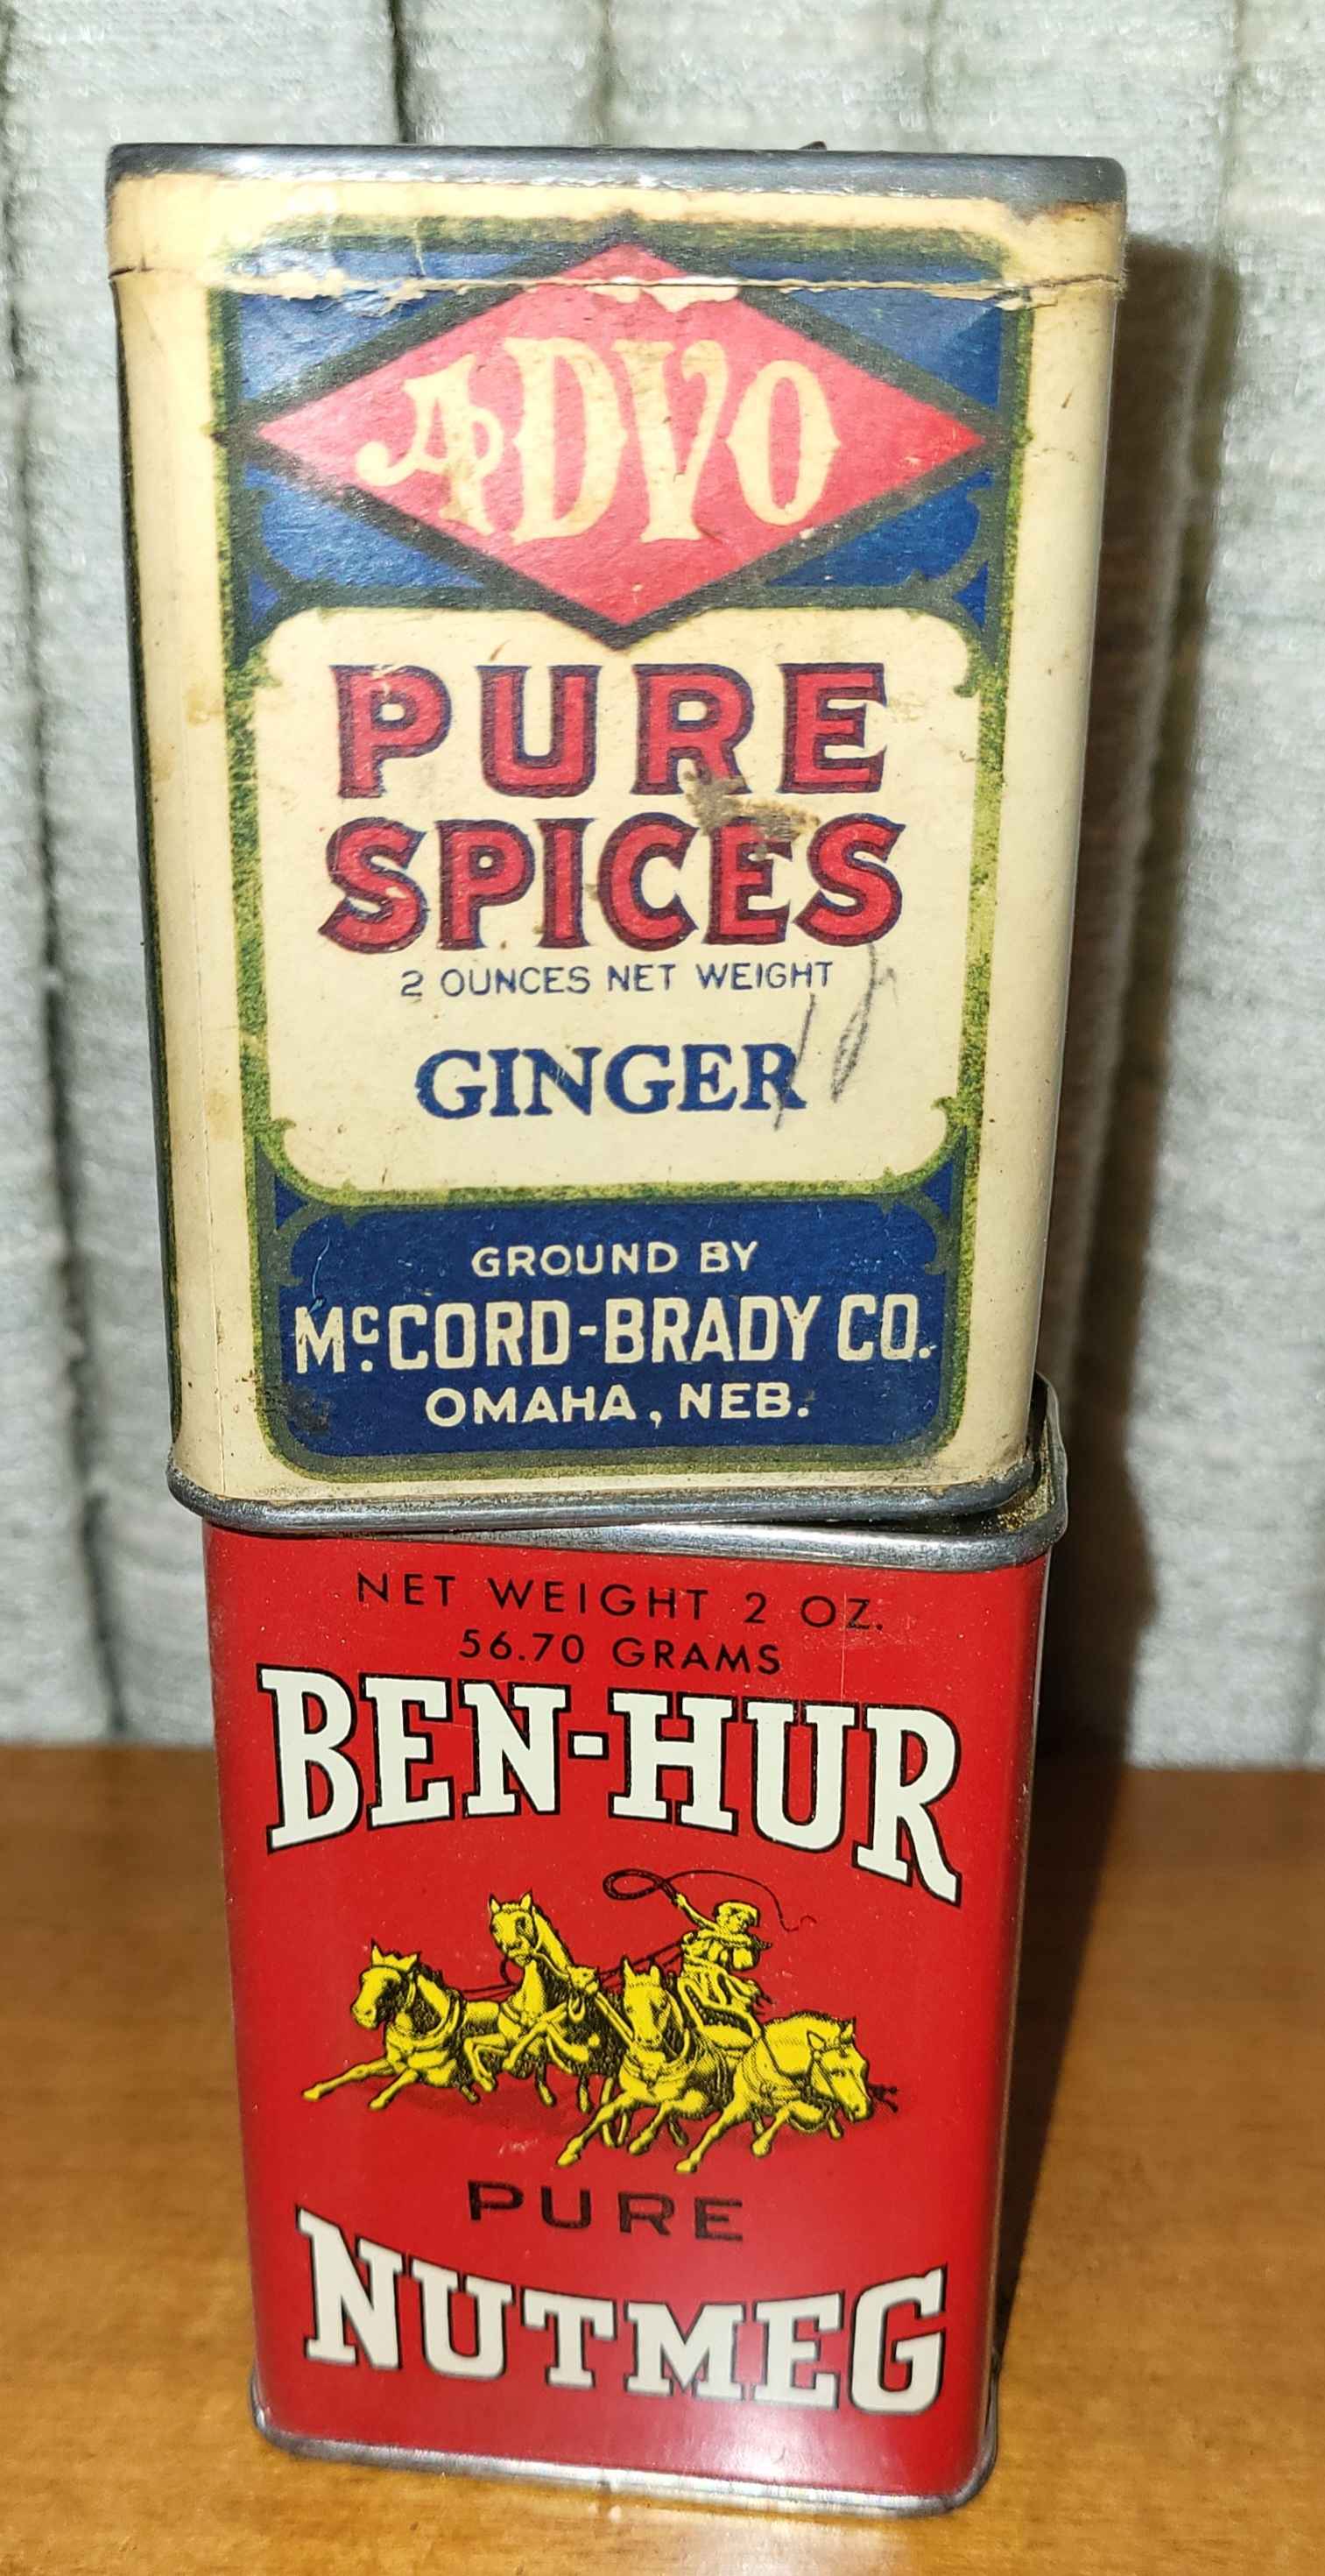 ADVO
PURE
SPICES
2 OUNCES NET WEIGHT
GINGER
GROUND BY
McCORD-BRADY CO.
OMAHA, NEB.
NET WEIGHT 2 OZ.
56.70 GRAMS
BEN-HUR
PURE
NUTMEG